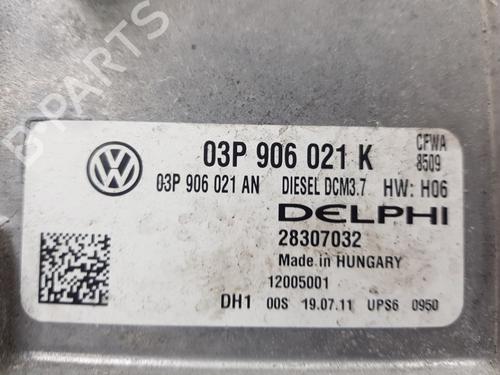 B-PARTS
03P 906 021 K
CFWA
8509
03P 906 021 AN DIESEL DCM3.7 HW: H06
DELPHI
28307032
Made in HUNGARY
12005001
DH1 00S 19.07.11 UPS6 0950